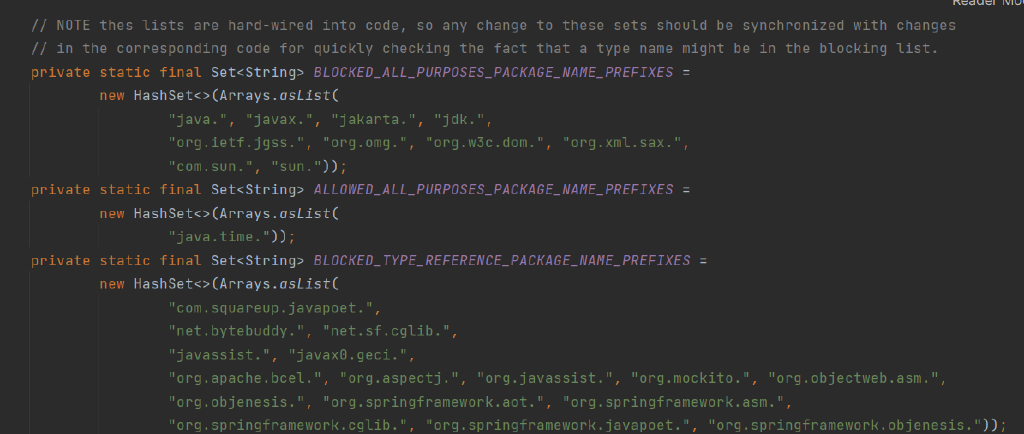 Reader Mo
// NOTE thes lists are hard-wired into code, so any change to these sets should be synchronized with changes
// in the corresponding code for quickly checking the fact that a type name might be in the blocking list.
private static final Set<String> BLOCKED_ALL_PURPOSES_PACKAGE_NAME_PREFIXES =
new HashSet<>(Arrays.asList(
"java.", "javax.", "jakarta.", "jdk.",
"org.ietf.jgss.", "org.omg.", "org.w3c.dom.", "org.xml.sax.",
"com.sun.", "sun."));
private static final Set<String> ALLOWED_ALL_PURPOSES_PACKAGE_NAME_PREFIXES =
new HashSet<>(Arrays.asList(
"java.time."));
private static final Set<String> BLOCKED_TYPE_REFERENCE_PACKAGE_NAME_PREFIXES =
new HashSet<>(Arrays.asList(
"com.squareup.javapoet.",
"net.bytebuddy.", "net.sf.cglib.",
"javassist.", "javax0.geci.",
"org.apache.bcel.", "org.aspectj.", "org.javassist.", "org.mockito.", "org.objectweb.asm.",
"org.objenesis.", "org.springframework.aot.", "org.springframework.asm.",
"org.springframework.cglib.", "org.springframework.javapoet.", "org.springframework.objenesis."));